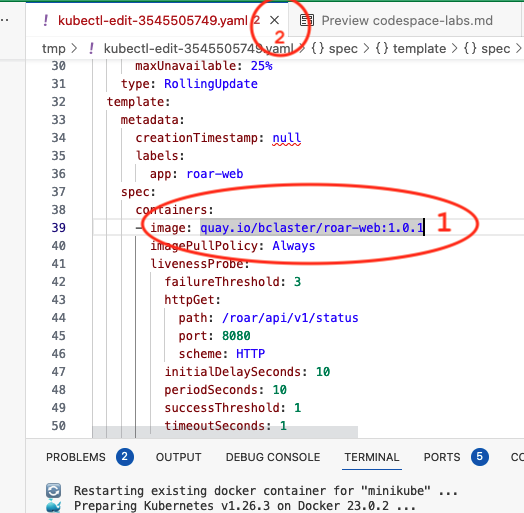 ! kubectl-edit-3545505749.yaml 2 × Preview codespace-labs.md
2
tmp > ! kubectl-edit-3545505749.yaml > {} spec > {} template > {} spec >
30 maxUnavailable: 25%
31 type: RollingUpdate
32 template:
33 metadata:
34 creationTimestamp: null
35 labels:
36 app: roar-web
37 spec:
38 containers:
39 - image: quay.io/bclaster/roar-web:1.0.1 1
40 imagePullPolicy: Always
41 livenessProbe:
42 failureThreshold: 3
43 httpGet:
44 path: /roar/api/v1/status
45 port: 8080
46 scheme: HTTP
47 initialDelaySeconds: 10
48 periodSeconds: 10
49 successThreshold: 1
50 timeoutSeconds: 1
PROBLEMS 2 OUTPUT DEBUG CONSOLE TERMINAL PORTS 5 CO
Restarting existing docker container for "minikube" ...
Preparing Kubernetes v1.26.3 on Docker 23.0.2 ...